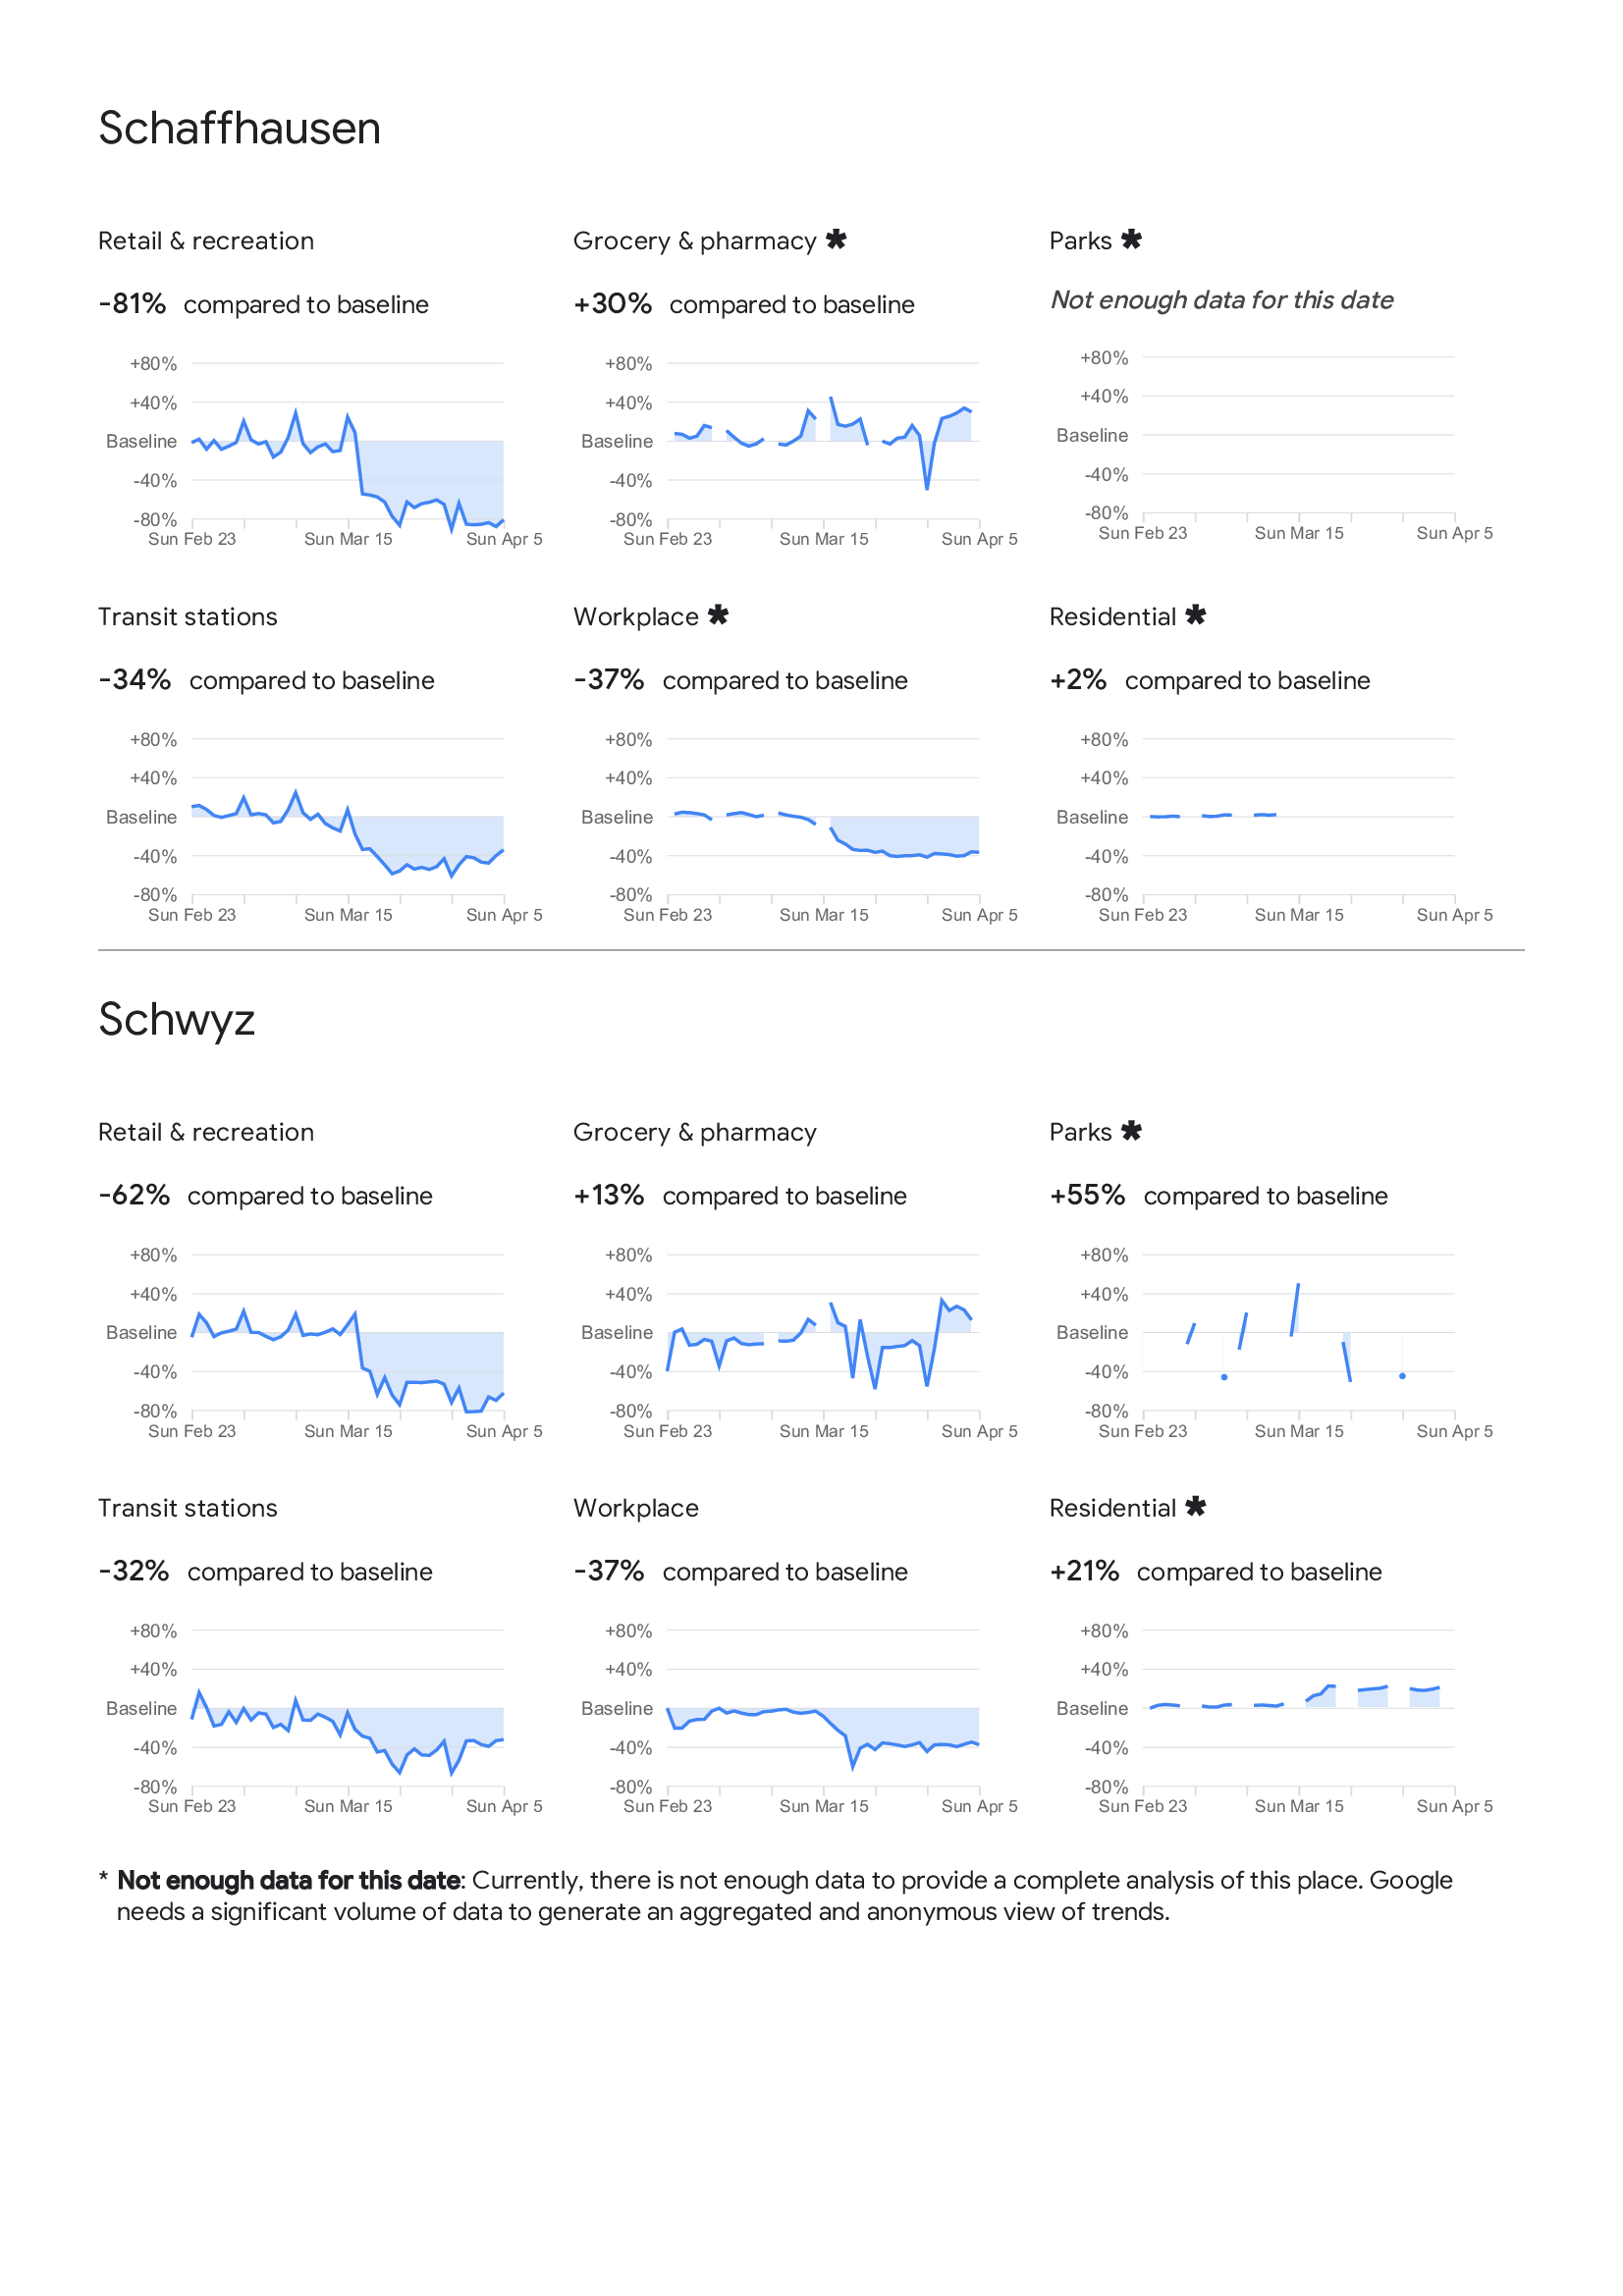 Schaffhausen
Retail & recreation
-81% compared to baseline
+80%
+40%
Baseline
-40%
-80%
Sun Feb 23 Sun Mar 15 Sun Apr 5
Grocery & pharmacy *
+30% compared to baseline
+80%
+40%
Baseline
-40%
-80%
Sun Feb 23 Sun Mar 15 Sun Apr 5
Parks *
Not enough data for this date
+80%
+40%
Baseline
-40%
-80%
Sun Feb 23 Sun Mar 15 Sun Apr 5
Transit stations
-34% compared to baseline
+80%
+40%
Baseline
-40%
-80%
Sun Feb 23 Sun Mar 15 Sun Apr 5
Workplace *
-37% compared to baseline
+80%
+40%
Baseline
-40%
-80%
Sun Feb 23 Sun Mar 15 Sun Apr 5
Residential *
+2% compared to baseline
+80%
+40%
Baseline
-40%
-80%
Sun Feb 23 Sun Mar 15 Sun Apr 5
Schwyz
Retail & recreation
-62% compared to baseline
+80%
+40%
Baseline
-40%
-80%
Sun Feb 23 Sun Mar 15 Sun Apr 5
Grocery & pharmacy
+13% compared to baseline
+80%
+40%
Baseline
-40%
-80%
Sun Feb 23 Sun Mar 15 Sun Apr 5
Parks *
+55% compared to baseline
+80%
+40%
Baseline
-40%
-80%
Sun Feb 23 Sun Mar 15 Sun Apr 5
Transit stations
-32% compared to baseline
+80%
+40%
Baseline
-40%
-80%
Sun Feb 23 Sun Mar 15 Sun Apr 5
Workplace
-37% compared to baseline
+80%
+40%
Baseline
-40%
-80%
Sun Feb 23 Sun Mar 15 Sun Apr 5
Residential *
+21% compared to baseline
+80%
+40%
Baseline
-40%
-80%
Sun Feb 23 Sun Mar 15 Sun Apr 5
* Not enough data for this date: Currently, there is not enough data to provide a complete analysis of this place. Google
needs a significant volume of data to generate an aggregated and anonymous view of trends.